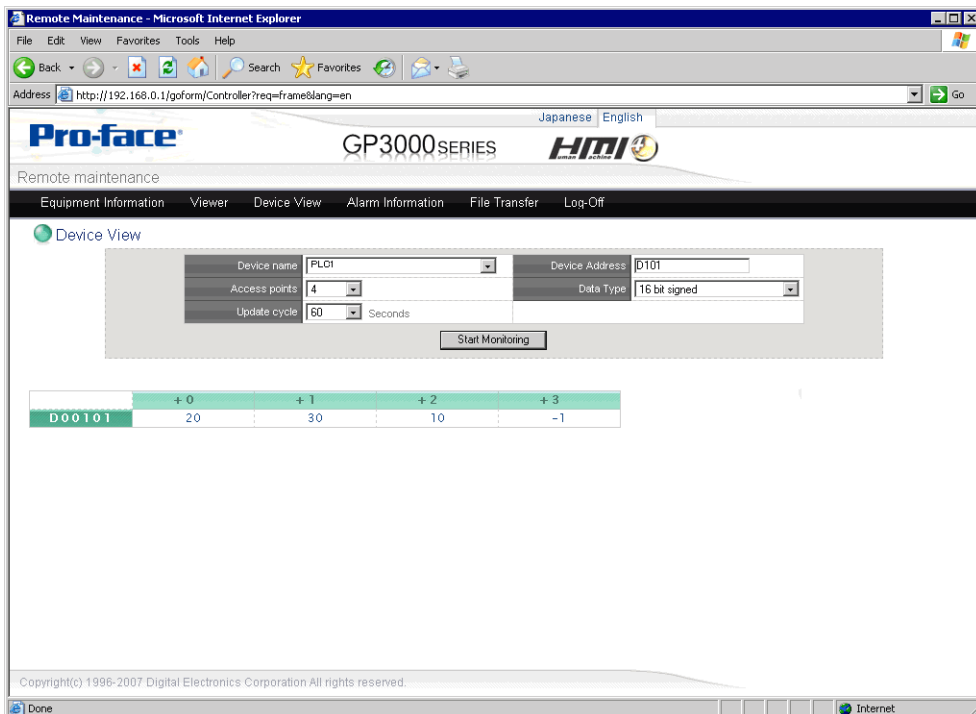 Remote Maintenance - Microsoft Internet Explorer
File Edit View Favorites Tools Help
Back Search Favorites
Address http://192.168.0.1/goform/Controller?req=frame&lang=en Go
Japanese English
Pro-face GP3000 SERIES HMI
Human Machine
Remote maintenance
Equipment Information Viewer Device View Alarm Information File Transfer Log-Off
Device View
Device name PLC1 Device Address D101
Access points 4 Data Type 16 bit signed
Update cycle 60 Seconds
Start Monitoring
+0 +1 +2 +3
D00101 20 30 10 -1
Copyright(c) 1996-2007 Digital Electronics Corporation All rights reserved.
Done Internet